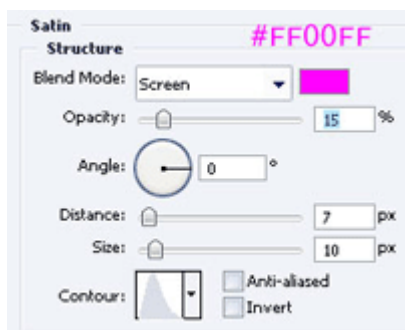 Satin
#FF00FF
Structure
Blend Mode: Screen
Opacity: 15 %
Angle: 0 °
Distance: 7 px
Size: 10 px
Contour: Anti-aliased
Invert